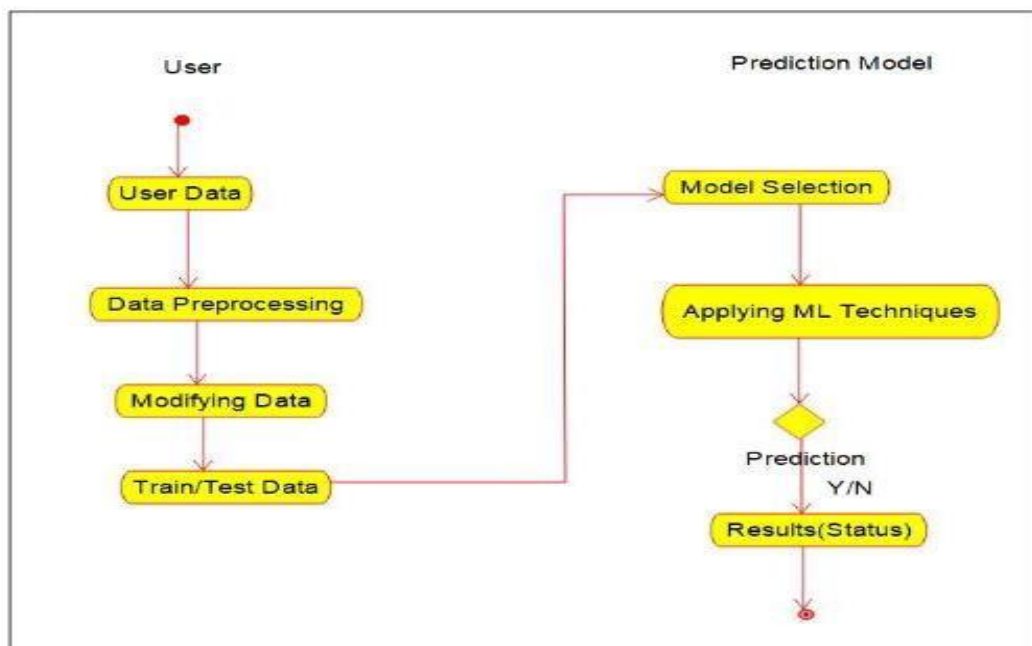 User
User Data
Data Preprocessing
Modifying Data
Train/Test Data
Prediction Model
Model Selection
Applying ML Techniques
Prediction
Y/N
Results(Status)